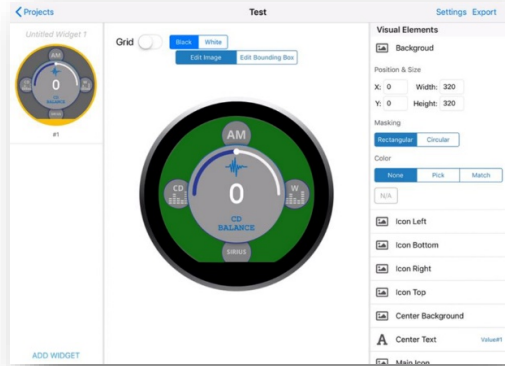 Projects
Test
Settings Export
Untitled Widget 1
AM
0
CD
BALANCE
#1
ADD WIDGET
Grid
Black White
Edit Image Edit Bounding Box
AM
CD
W
0
CD
BALANCE
SIRIUS
Visual Elements
Backgroud
Position & Size
X: 0 Width: 320
Y: 0 Height: 320
Masking
Rectangular Circular
Color
None Pick Match
N/A
Icon Left
Icon Bottom
Icon Right
Icon Top
Center Background
A Center Text Value#1
Main Icon